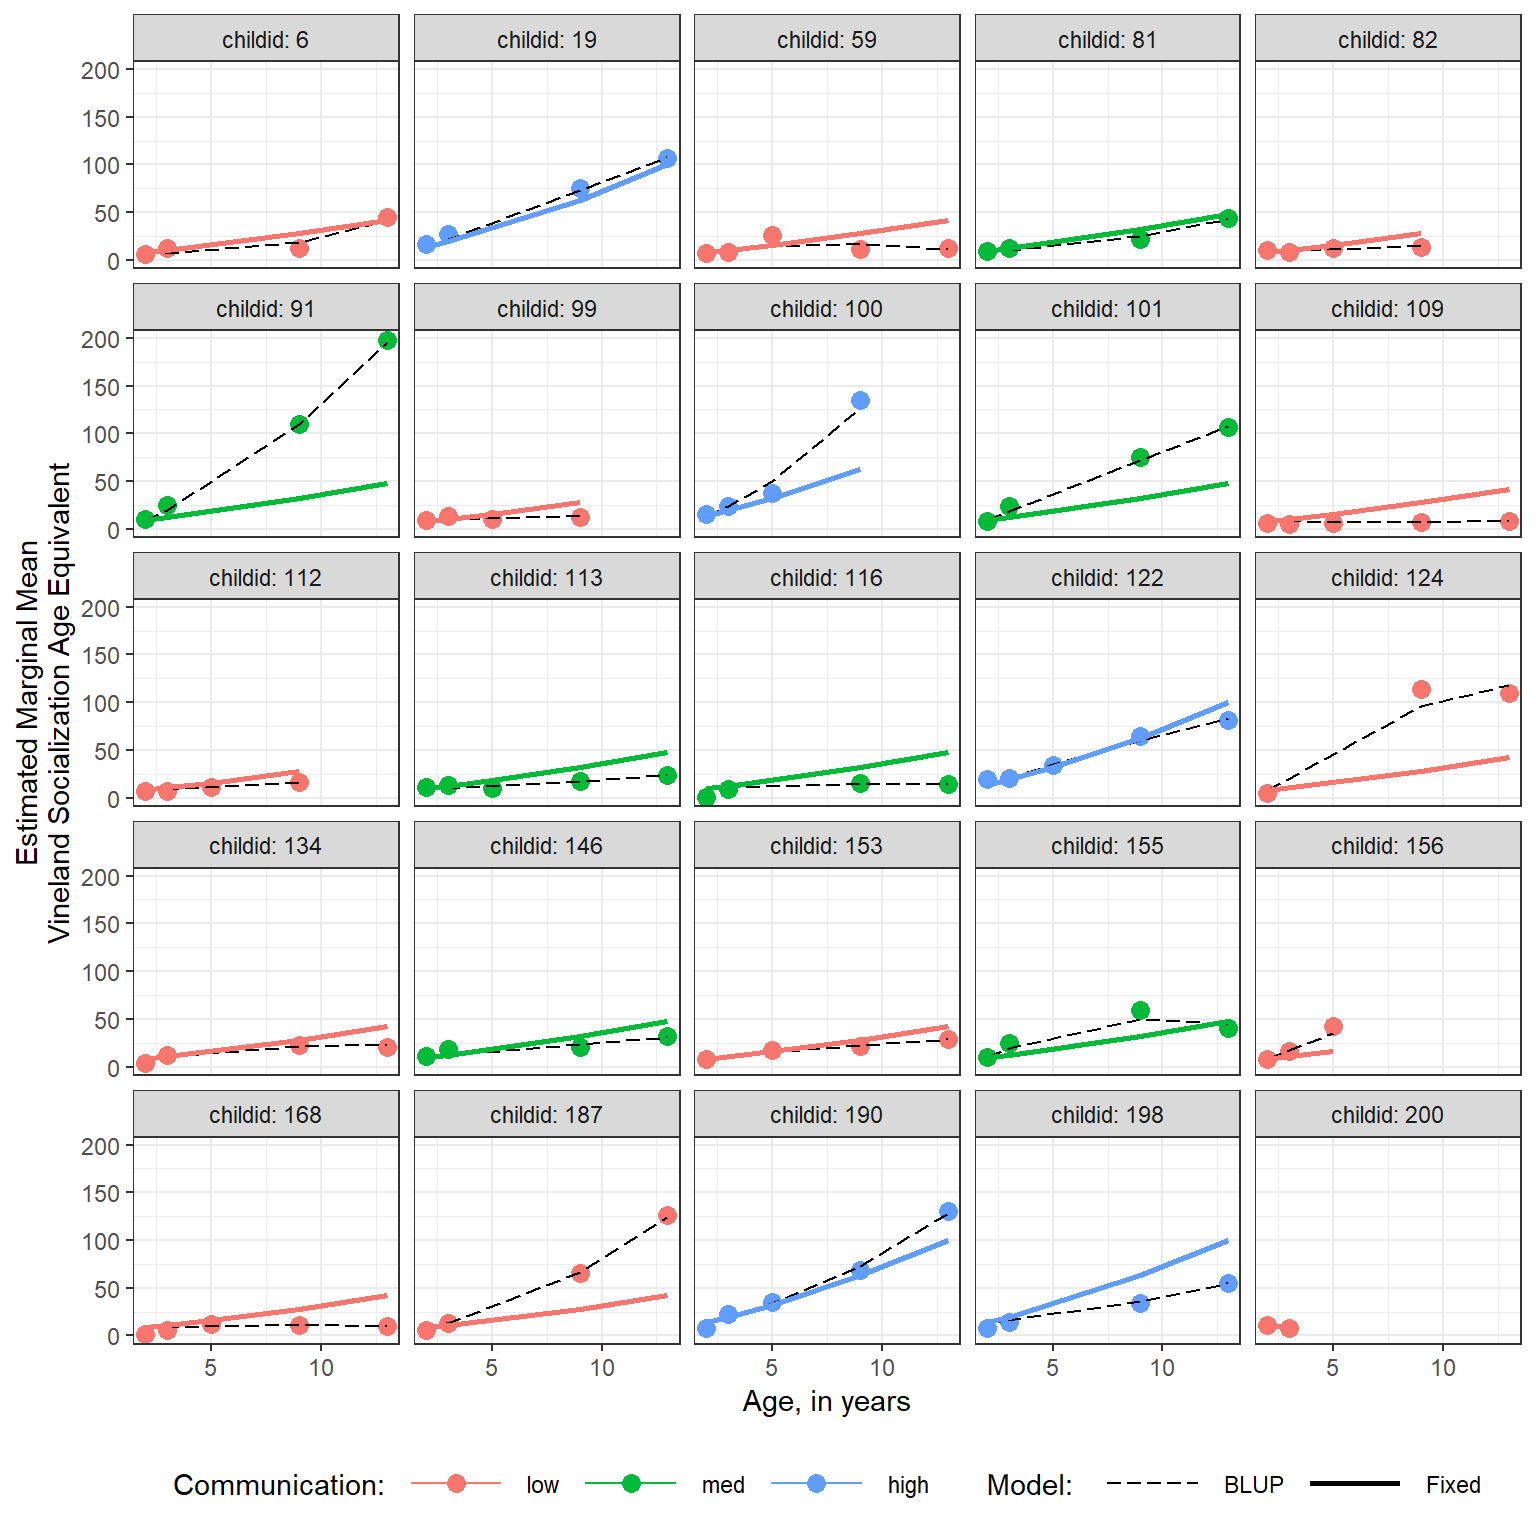 childid: 6
childid: 19
childid: 59
childid: 81
childid: 82
200
150
100
50
0
childid: 91
childid: 99
childid: 100
childid: 101
childid: 109
200
150
100
50
0
childid: 112
childid: 113
childid: 116
childid: 122
childid: 124
200
150
100
50
0
childid: 134
childid: 146
childid: 153
childid: 155
childid: 156
200
150
100
50
0
childid: 168
childid: 187
childid: 190
childid: 198
childid: 200
200
150
100
50
0
5 10
5 10
5 10
5 10
5 10
Estimated Marginal Mean
Vineland Socialization Age Equivalent
Age, in years
Communication: low med high Model: BLUP Fixed